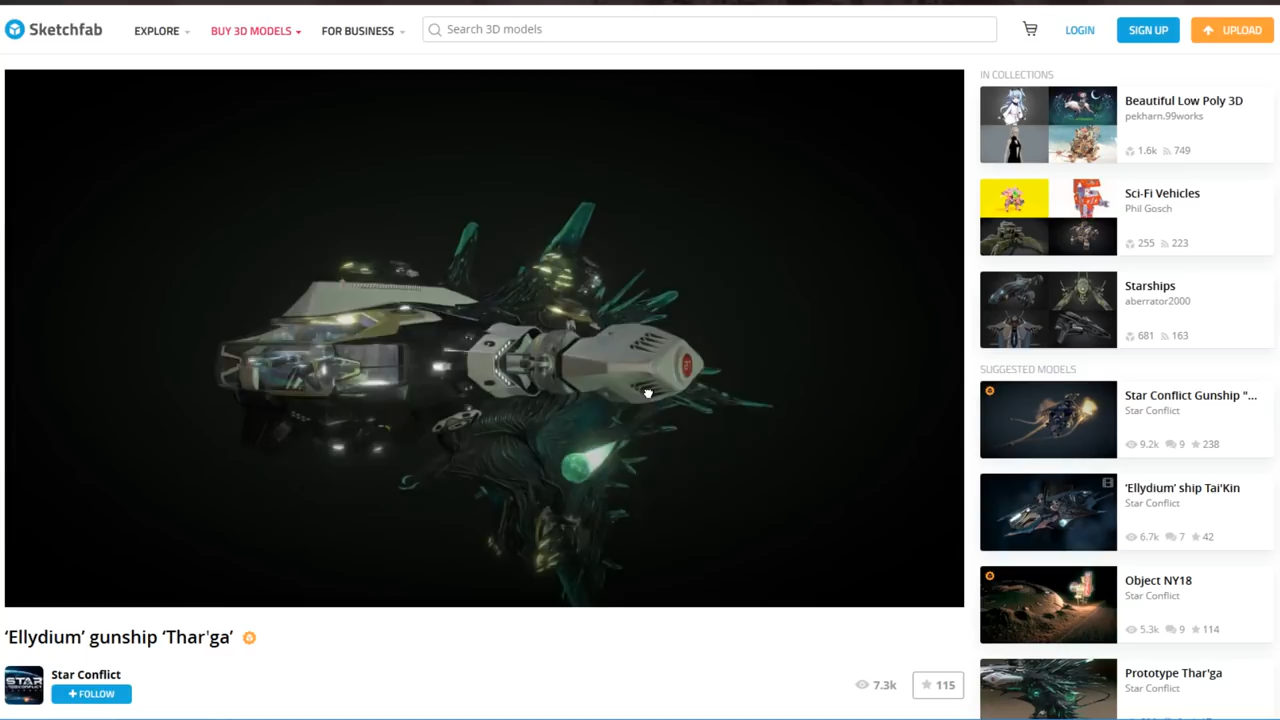 Sketchfab
EXPLORE
BUY 3D MODELS
FOR BUSINESS
Search 3D models
LOGIN
SIGN UP
UPLOAD
IN COLLECTIONS
Beautiful Low Poly 3D
pekharn.99works
1.6k 749
Sci-Fi Vehicles
Phil Gosch
255 223
Starships
aberrator2000
681 163
SUGGESTED MODELS
Star Conflict Gunship "...
Star Conflict
9.2k 9 238
‘Ellydium’ ship Tai'Kin
Star Conflict
6.7k 7 42
Object NY18
Star Conflict
5.3k 9 114
Prototype Thar'ga
Star Conflict
‘Ellydium’ gunship ‘Thar'ga’
STAR
Star Conflict
+ FOLLOW
7.3k
115